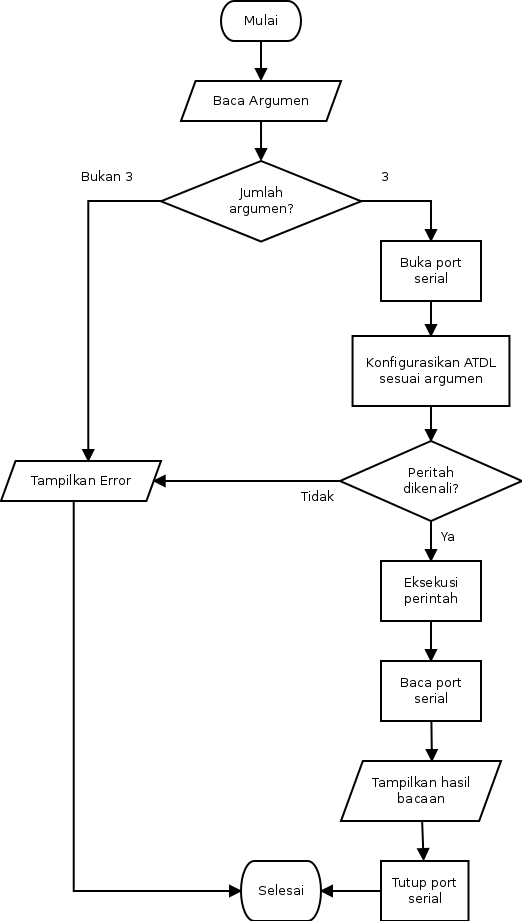 Mulai
Baca Argumen
Bukan 3
3
Jumlah
argumen?
Buka port
serial
Konfigurasikan ATDL
sesuai argumen
Tampilkan Error
Peritah
dikenali?
Tidak
Ya
Eksekusi
perintah
Baca port
serial
Tampilkan hasil
bacaan
Selesai
Tutup port
serial